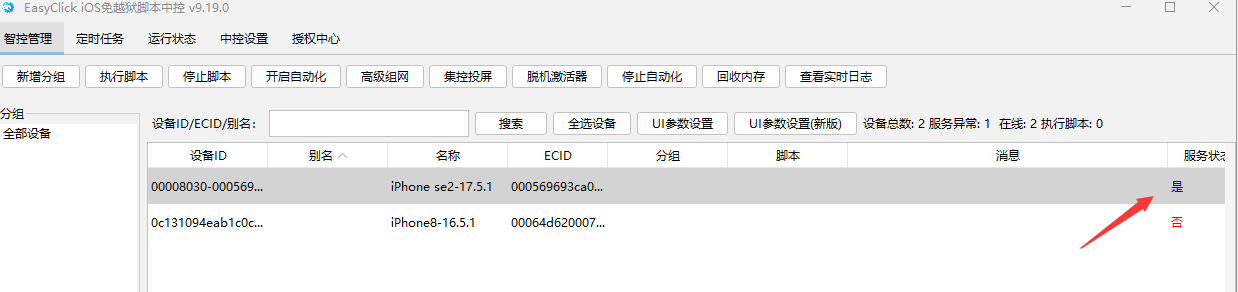 EasyClick iOS免越狱脚本中控 v9.19.0
智控管理 定时任务 运行状态 中控设置 授权中心
新增分组 执行脚本 停止脚本 开启自动化 高级组网 集控投屏 脱机激活器 停止自动化 回收内存 查看实时日志
分组
全部设备
设备ID/ECID/别名: 搜索 全选设备 UI参数设置 UI参数设置(新版) 设备总数: 2 服务异常: 1 在线: 2 执行脚本: 0
设备ID 别名 名称 ECID 分组 脚本 消息 服务状态
00008030-000569... iPhone se2-17.5.1 000569693ca0... 是
0c131094eab1c0c... iPhone8-16.5.1 00064d620007... 否